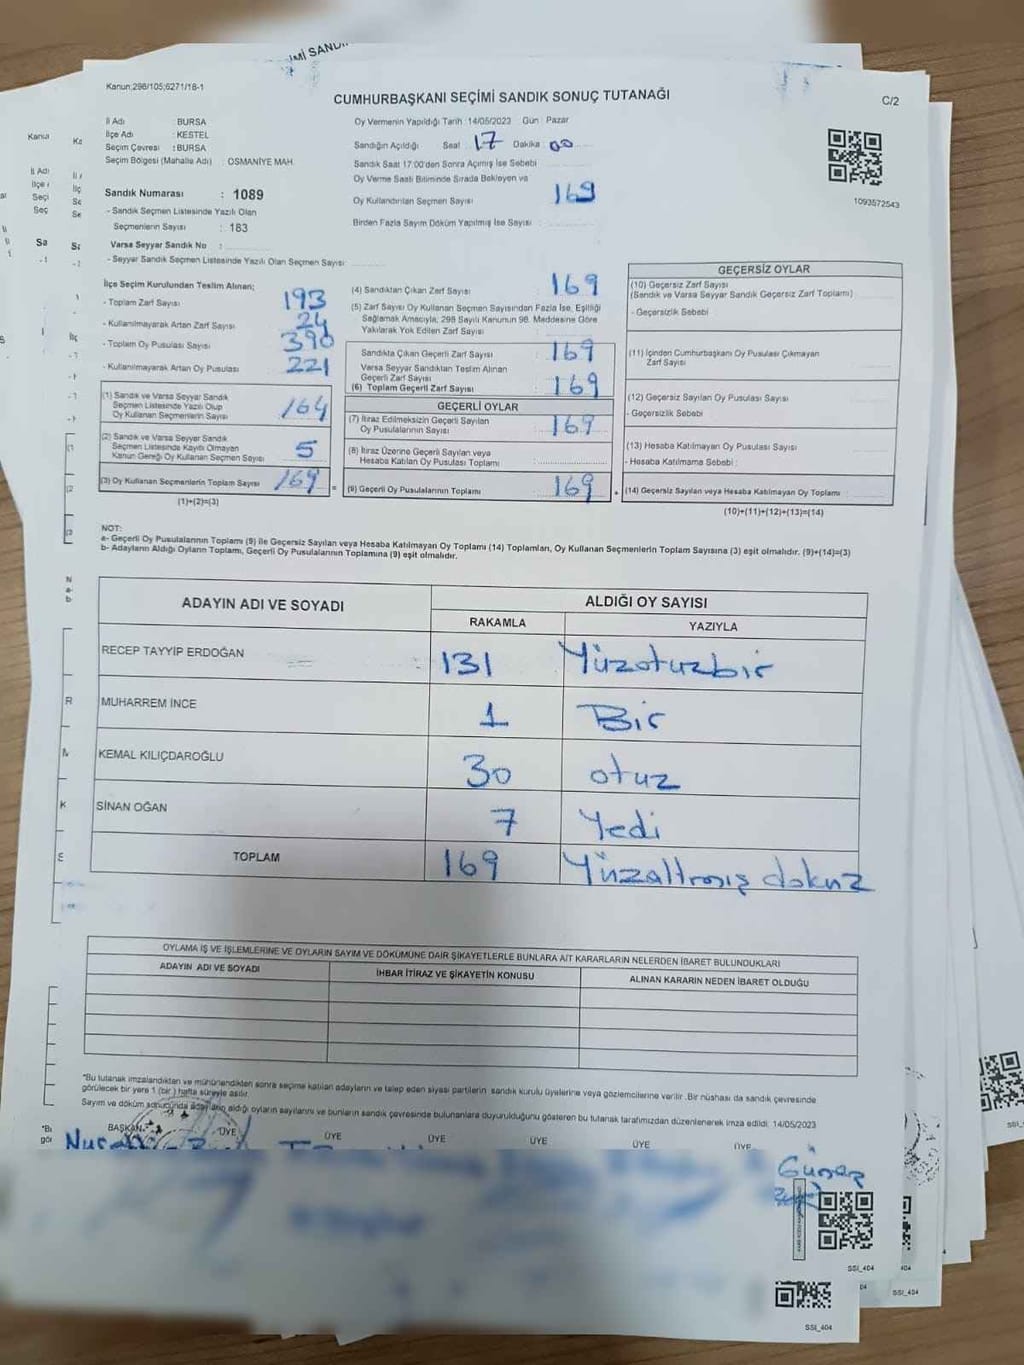 Kanun;298/105;6271/18-1
CUMHURBAŞKANI SEÇİMİ SANDIK SONUÇ TUTANAĞI
C/2
İl Adı : BURSA
İlçe Adı : KESTEL
Seçim Çevresi : BURSA
Seçim Bölgesi (Mahalle Adı) : OSMANİYE MAH.
Sandık Numarası : 1089
- Sandık Seçmen Listesinde Yazılı Olan
Seçmenlerin Sayısı : 183
Varsa Seyyar Sandık No :
- Seyyar Sandık Seçmen Listesinde Yazılı Olan Seçmen Sayısı:
Oy Vermenin Yapıldığı Tarih :14/05/2023 Gün : Pazar
Sandığın Açıldığı : Saat : 17 Dakika : 00
Sandık Saat 17:00'den Sonra Açımış İse Sebebi
Oy Verme Saati Bitiminde Sırada Bekleyen ve
Oy Kullandırılan Seçmen Sayısı : 169
Birden Fazla Sayım Döküm Yapılmış İse Sayısı :
1093572543
İlçe Seçim Kurulundan Teslim Alınan;
- Toplam Zarf Sayısı : 193
- Kullanılmayarak Artan Zarf Sayısı : 24
- Toplam Oy Pusulası Sayısı : 390
- Kullanılmayarak Artan Oy Pusulası : 221
(1) Sandık ve Varsa Seyyar Sandık
Seçmen Listesinde Yazılı Olup
Oy Kullanan Seçmenlerin Sayısı : 164
(2) Sandık ve Varsa Seyyar Sandık
Seçmen Listesinde Kayıtlı Olmayan
Kanun Gereği Oy Kullanan Seçmen Sayısı : 5
(3) Oy Kullanan Seçmenlerin Toplam Sayısı : 169
(1)+(2)=(3)
(4) Sandıktan Çıkan Zarf Sayısı : 169
(5) Zarf Sayısı Oy Kullanan Seçmen Sayısından Fazla İse, Eşitliği
Sağlamak Amacıyla, 298 Sayılı Kanunun 98. Maddesine Göre
Yakılarak Yok Edilen Zarf Sayısı :
Sandıkta Çıkan Geçerli Zarf Sayısı : 169
Varsa Seyyar Sandıktan Teslim Alınan
Geçerli Zarf Sayısı :
(6) Toplam Geçerli Zarf Sayısı : 169
GEÇERLİ OYLAR
(7) İtiraz Edilmeksizin Geçerli Sayılan
Oy Pusulalarının Sayısı : 169
(8) İtiraz Üzerine Geçerli Sayılan veya
Hesaba Katılan Oy Pusulası Toplamı :
= (9) Geçerli Oy Pusulalarının Toplamı : 169
GEÇERSİZ OYLAR
(10) Geçersiz Zarf Sayısı :
(Sandık ve Varsa Seyyar Sandık Geçersiz Zarf Toplamı)
- Geçersizlik Sebebi
(11) İçinden Cumhurbaşkanı Oy Pusulası Çıkmayan
Zarf Sayısı :
(12) Geçersiz Sayılan Oy Pusulası Sayısı :
- Geçersizlik Sebebi
(13) Hesaba Katılmayan Oy Pusulası Sayısı :
- Hesaba Katılmama Sebebi :
+ (14) Geçersiz Sayılan veya Hesaba Katılmayan Oy Toplamı :
(10)+(11)+(12)+(13)=(14)
NOT:
a- Geçerli Oy Pusulalarının Toplamı (9) ile Geçersiz Sayılan veya Hesaba Katılmayan Oy Toplamı (14) Toplamları, Oy Kullanan Seçmenlerin Toplam Sayısına (3) eşit olmalıdır. (9)+(14)=(3)
b- Adayların Aldığı Oyların Toplamı, Geçerli Oy Pusulalarının Toplamına (9) eşit olmalıdır.
ADAYIN ADI VE SOYADI
ALDIĞI OY SAYISI
RAKAMLA YAZIYLA
RECEP TAYYİP ERDOĞAN 131 Yüzotuzbir
MUHARREM İNCE 1 Bir
KEMAL KILIÇDAROĞLU 30 otuz
SİNAN OĞAN 7 Yedi
TOPLAM 169 Yüzaltmış dokuz
OYLAMA İŞ VE İŞLEMLERİNE VE OYLARIN SAYIM VE DÖKÜMÜNE DAİR ŞİKAYETLERLE BUNLARA AİT KARARLARIN NELERDEN İBARET BULUNDUKLARI
ADAYIN ADI VE SOYADI İHBAR İTİRAZ VE ŞİKAYETİN KONUSU ALINAN KARARIN NEDEN İBARET OLDUĞU
"Bu tutanak imzalandıktan ve mühürlendikten sonra seçime katılan adayların ve talep eden siyasi partilerin sandık kurulu üyelerine veya gözlemcilerine verilir. Bir nüshası da sandık çevresinde
görülecek bir yere 1 (bir ) hafta süreyle asılır.
Sayım ve döküm sonucunda adayların aldığı oyların sayılarını ve bunların sandık çevresinde bulunanlara duyurulduğunu gösteren bu tutanak tarafımızdan düzenlenerek imza edildi. 14/05/2023
BAŞKAN ÜYE ÜYE ÜYE ÜYE ÜYE ÜYE
SSI_404
SSI_404
SSI_404